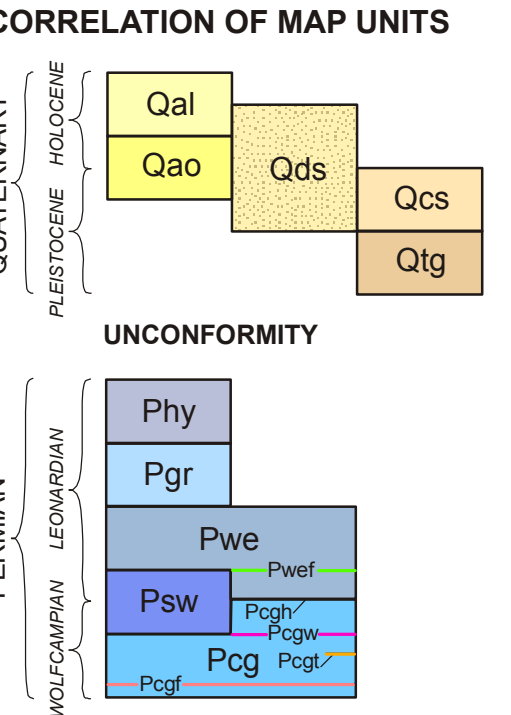 CORRELATION OF MAP UNITS
QUATERNARY
HOLOCENE
PLEISTOCENE
Qal
Qao
Qds
Qcs
Qtg
UNCONFORMITY
PERMIAN
LEONARDIAN
WOLFCAMPIAN
Phy
Pgr
Pwe
Pwef
Psw
Pcgh
Pcgw
Pcg
Pcgt
Pcgf